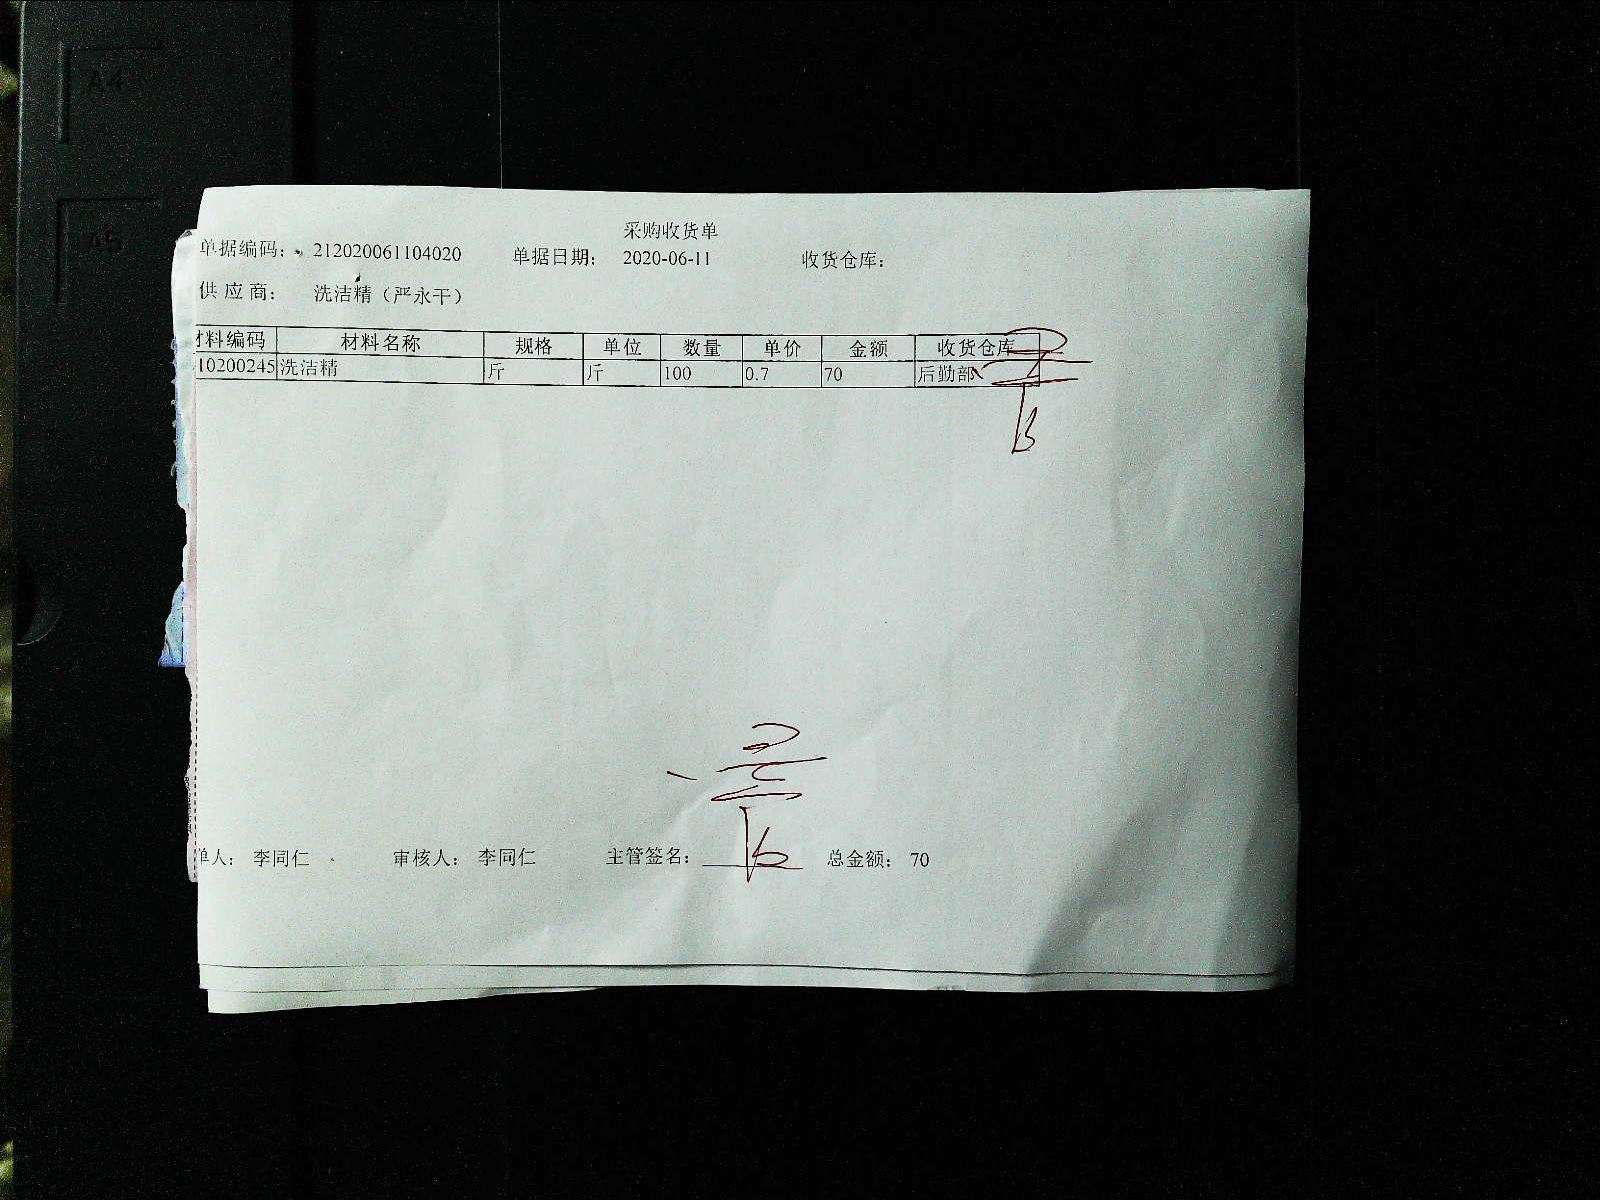 A4
A5
采购收货单
单据编码： 212020061104020 单据日期： 2020-06-11 收货仓库：
供 应 商： 洗洁精（严永干）
材料编码 材料名称 规格 单位 数量 单价 金额 收货仓库
10200245 洗洁精 斤 斤 100 0.7 70 后勤部
单人： 李同仁 审核人： 李同仁 主管签名： 总金额： 70